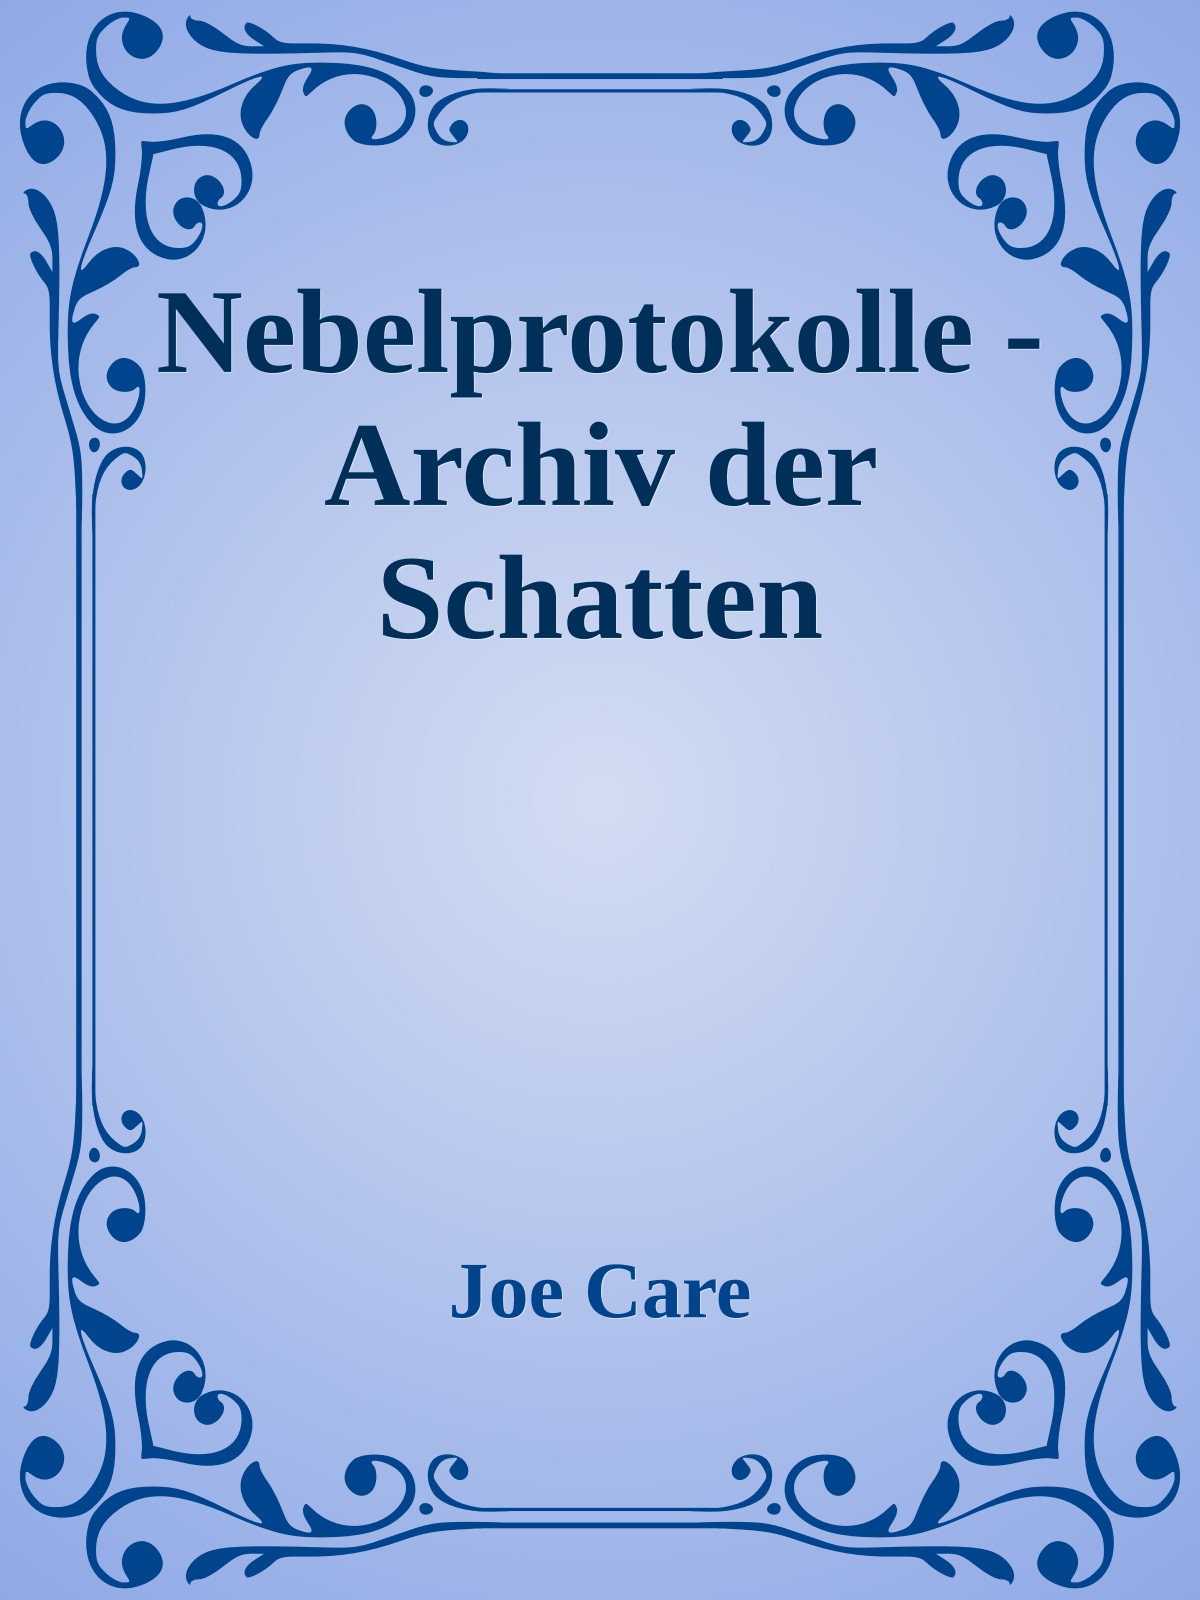 Nebelprotokolle -
Archiv der
Schatten
Joe Care